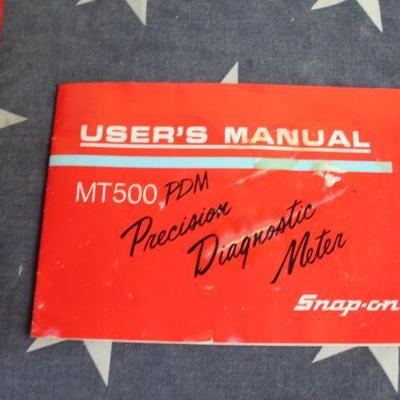 USER'S MANUAL
MT500 PDM
Precision
Diagnostic
Meter
Snap-on